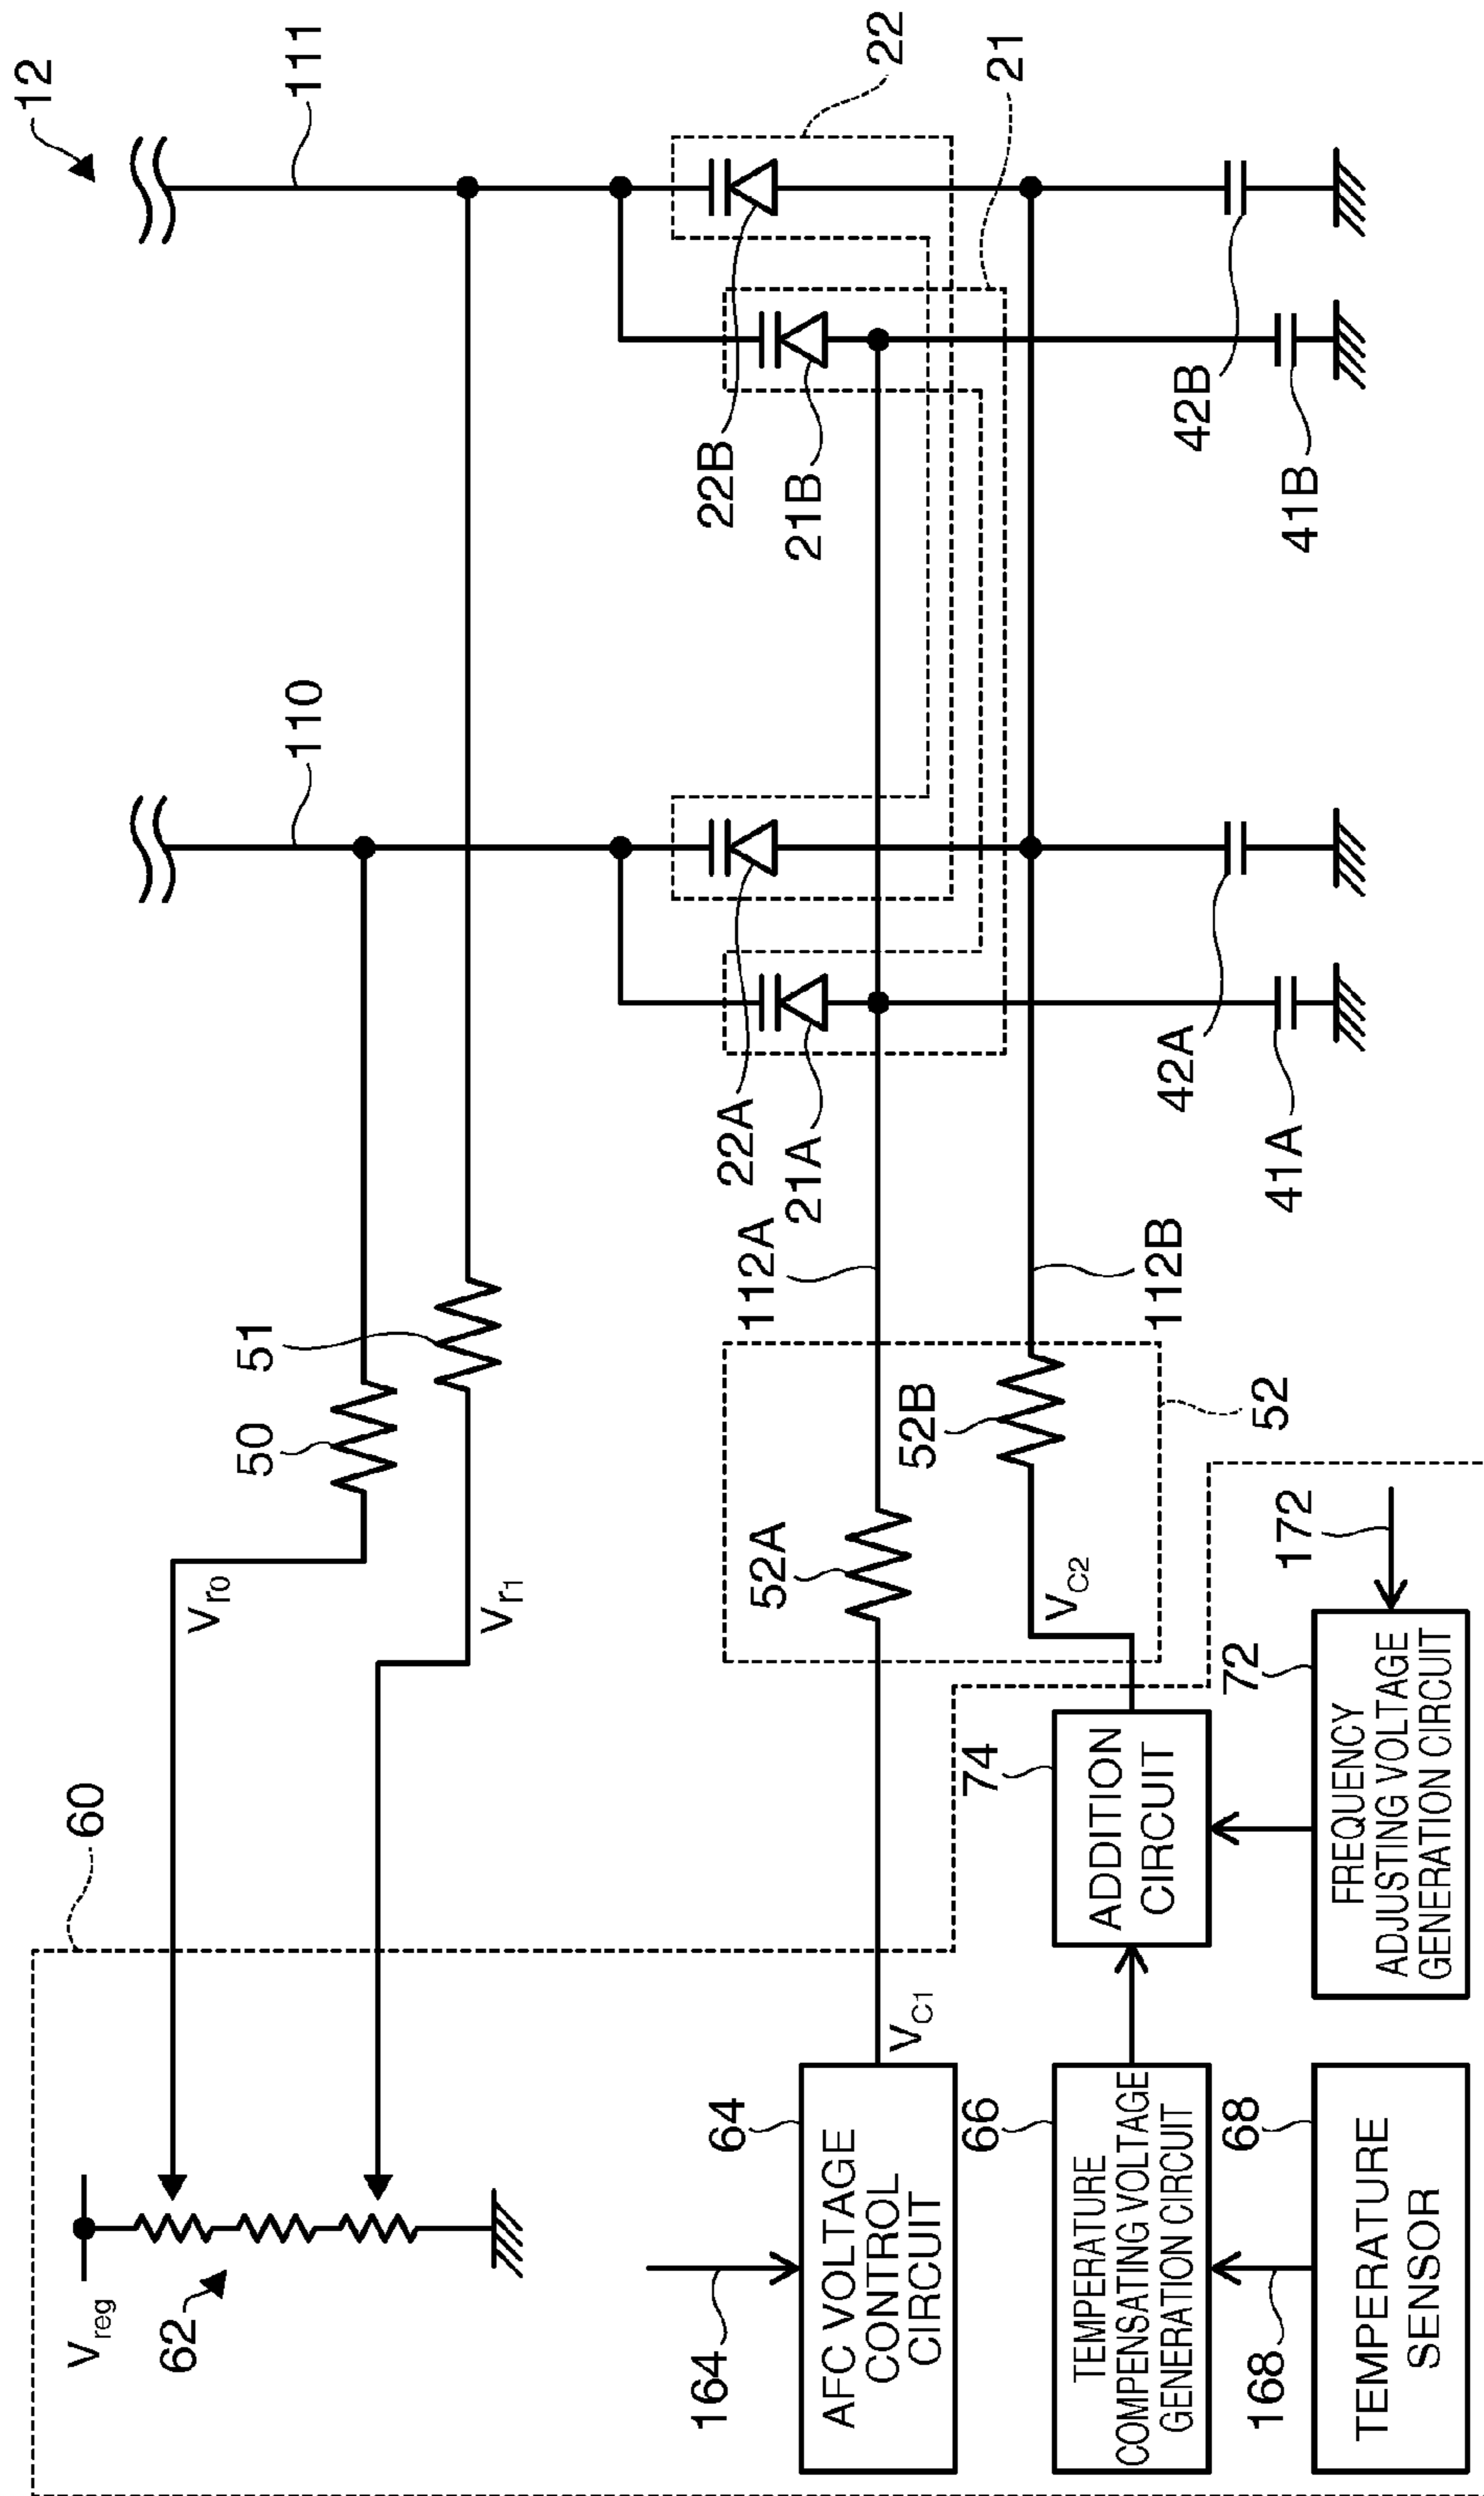 12
111
110
V reg
62
60
Vr0
Vr1
50
51
22
21
22B
21B
22A
21A
112A
112B
52
52A
52B
42B
41B
42A
41A
164
64
AFC VOLTAGE
CONTROL
CIRCUIT
VC1
VC2
66
TEMPERATURE
COMPENSATING VOLTAGE
GENERATION CIRCUIT
74
ADDITION
CIRCUIT
168
68
TEMPERATURE
SENSOR
72
FREQUENCY
ADJUSTING VOLTAGE
GENERATION CIRCUIT
172